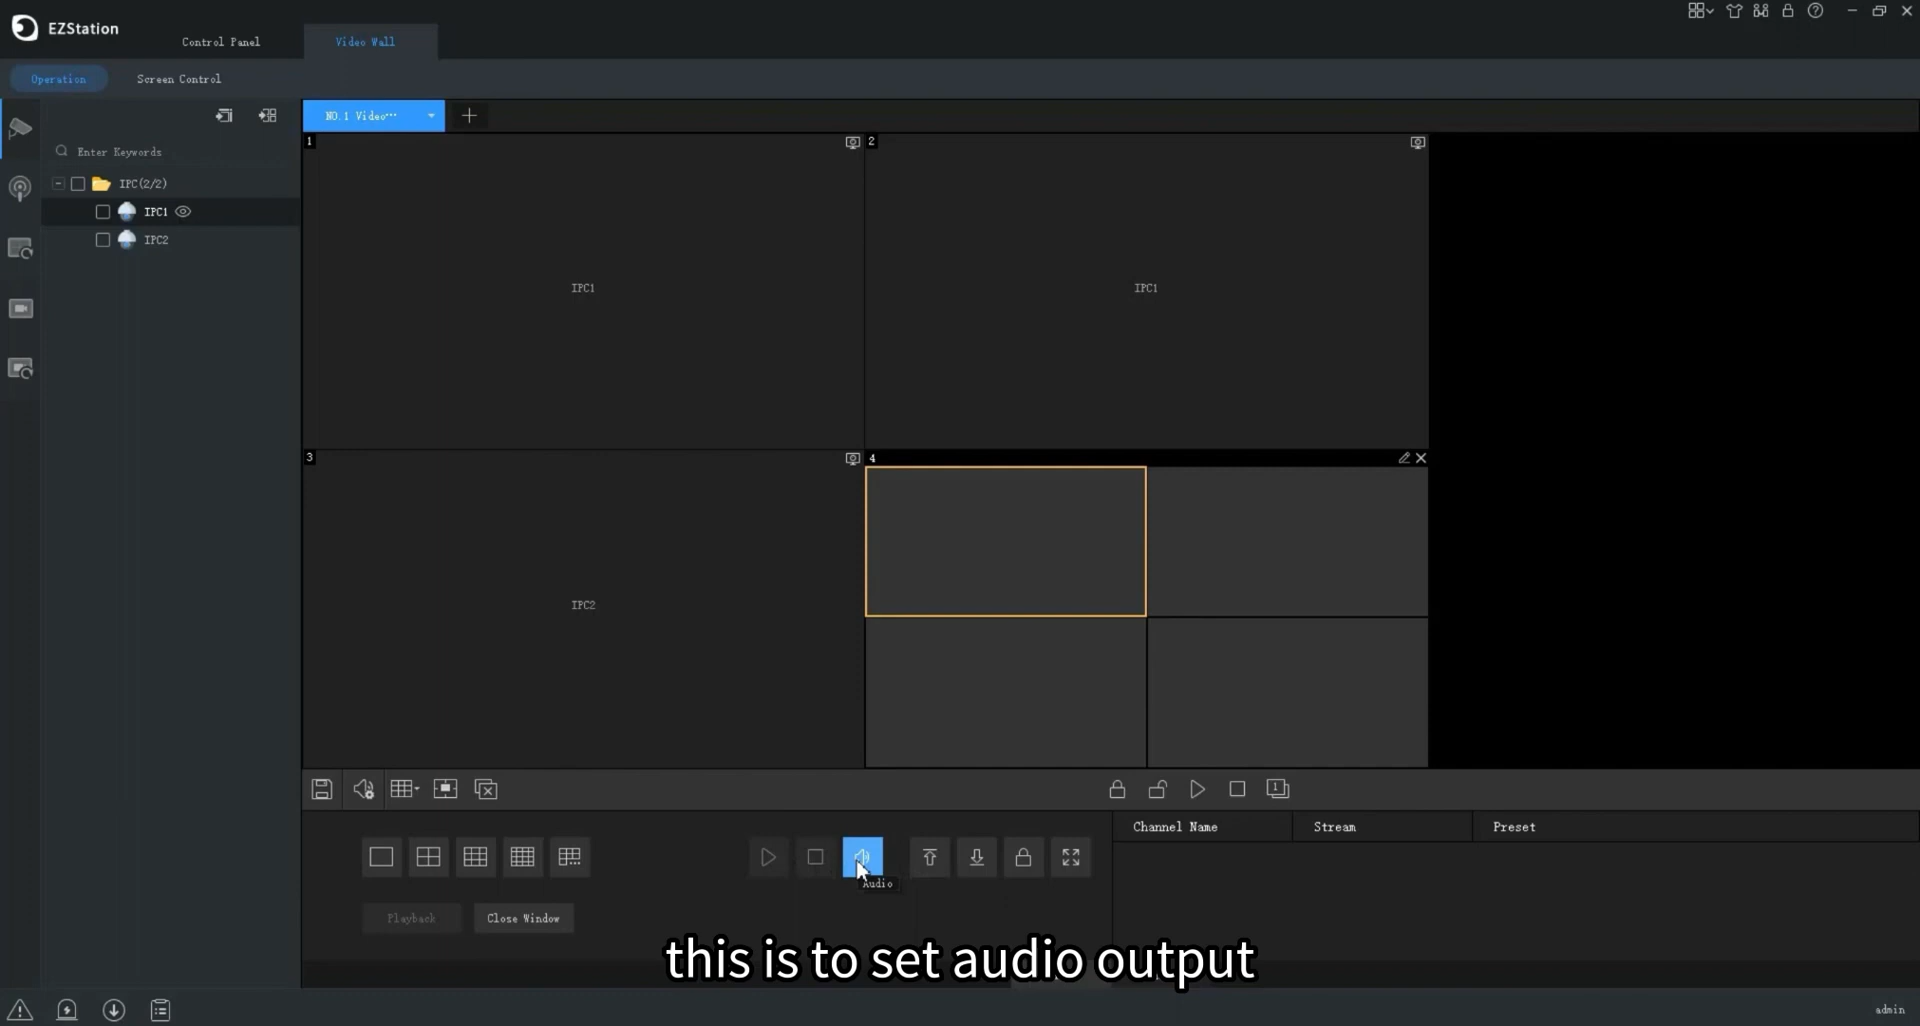 EZStation
Control Panel
Video Wall
Operation
Screen Control
NO.1 Video···
Enter Keywords
IPC(2/2)
IPC1
IPC2
1
2
IPC1
IPC1
3
4
IPC2
1
Channel Name
Stream
Preset
Audio
Playback
Close Window
this is to set audio output
admin